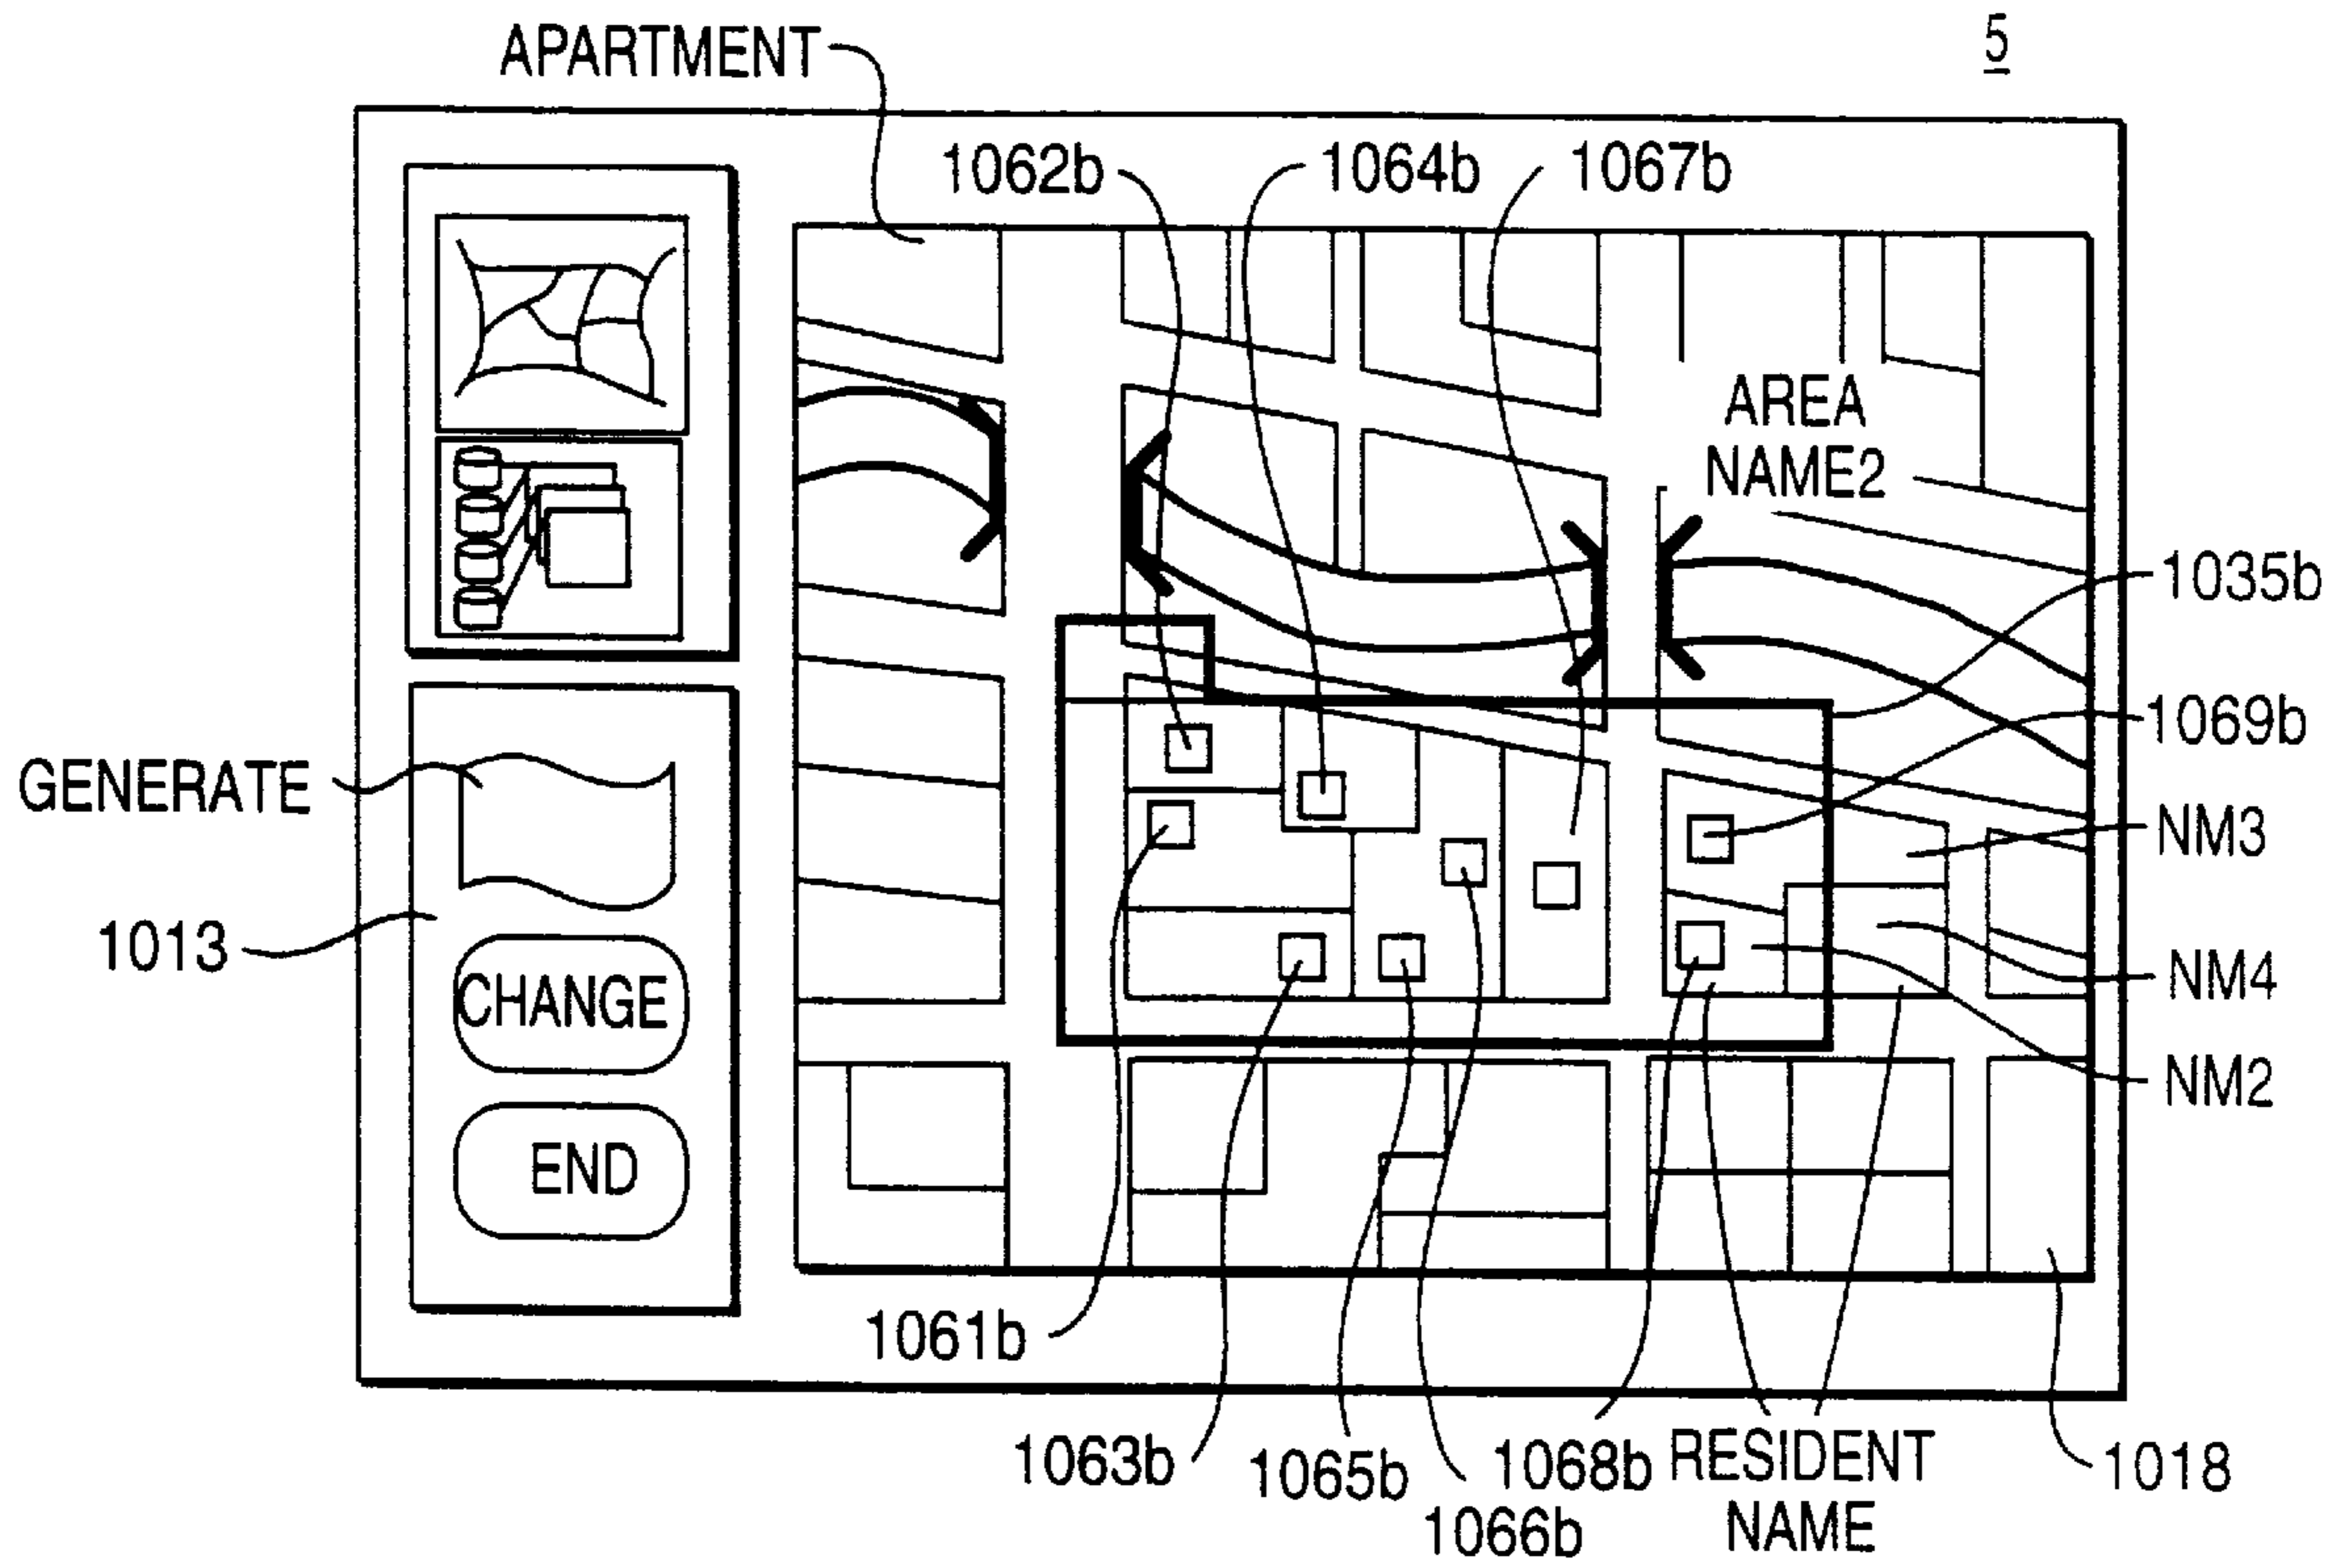 APARTMENT
5
1062b
1064b
1067b
AREA
NAME2
1035b
1069b
GENERATE
NM3
1013
CHANGE
NM4
NM2
END
1061b
1063b
1065b
1068b
RESIDENT
NAME
1018
1066b